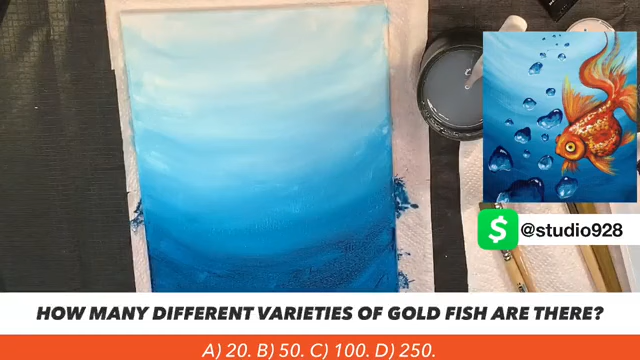 @studio928
HOW MANY DIFFERENT VARIETIES OF GOLD FISH ARE THERE?
A) 20. B) 50. C) 100. D) 250.